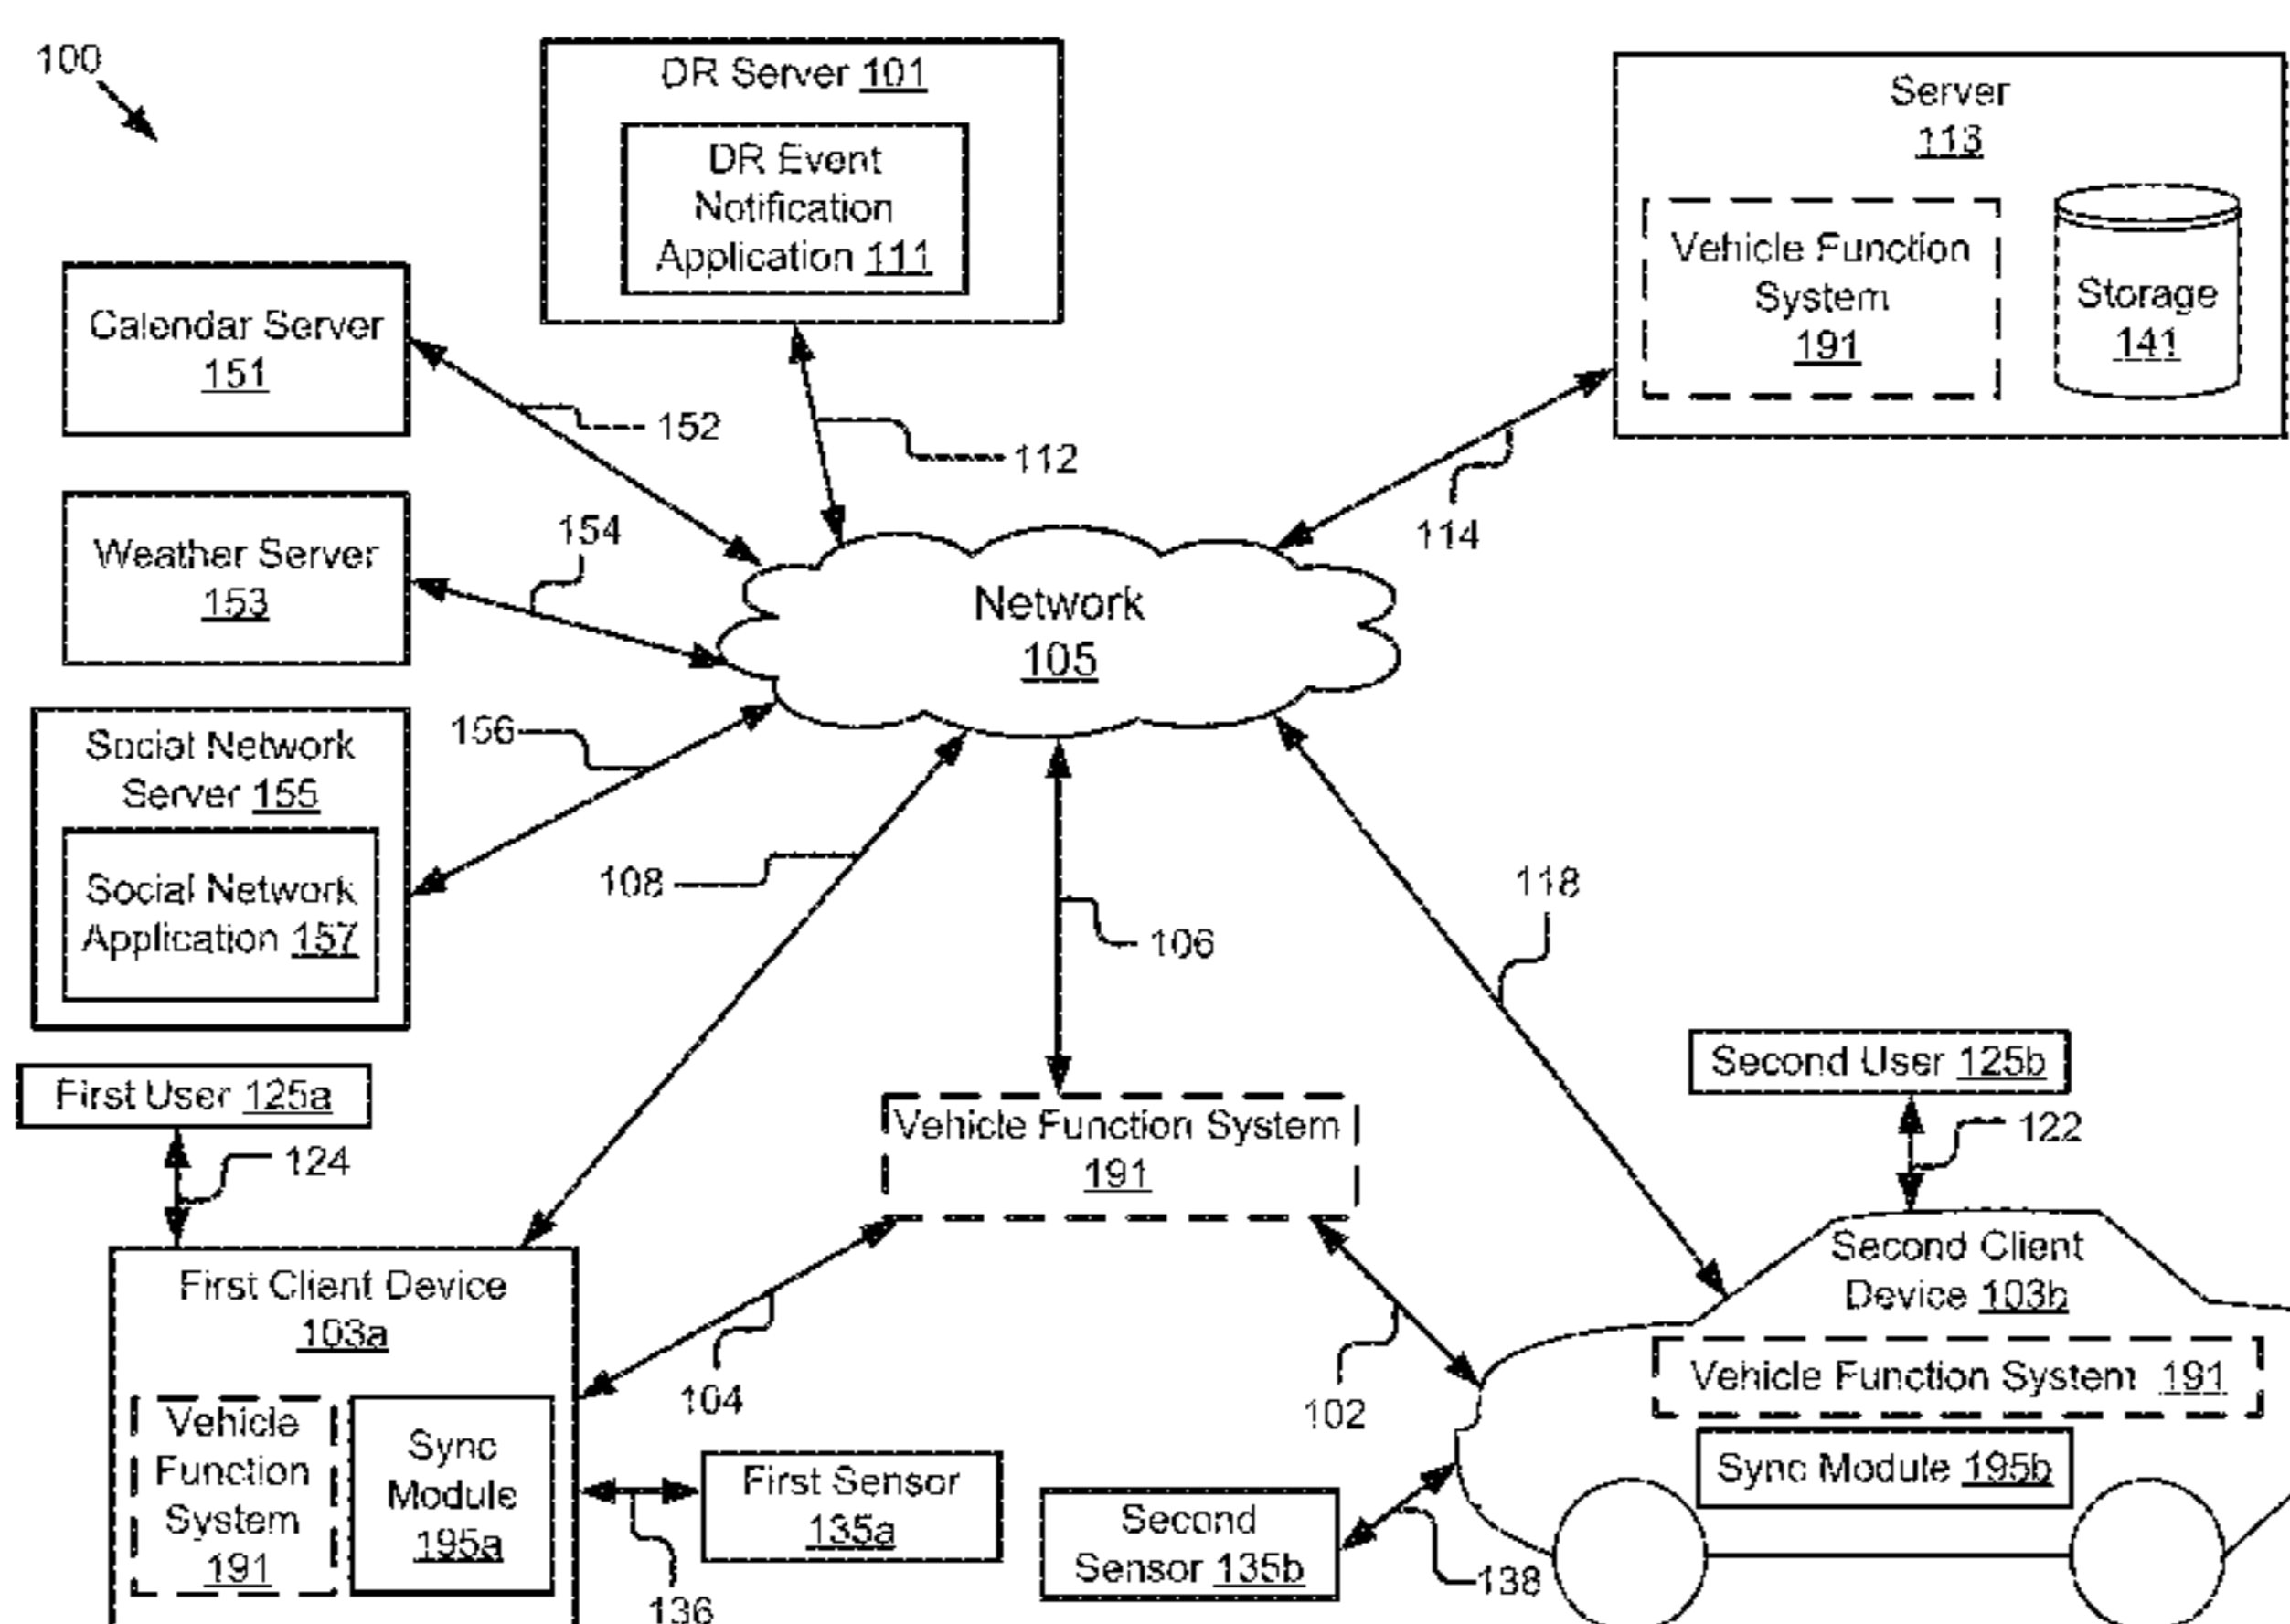 100
DR Server 101
DR Event
Notification
Application 111
Server
113
Vehicle Function
System
191
Storage
141
Calendar Server
151
152
112
114
Weather Server
153
154
Network
105
Social Network
Server 155
Social Network
Application 157
156
108
106
118
First User 125a
124
Second User 125b
122
Vehicle Function System
191
First Client Device
103a
Vehicle
Function
System
191
Sync
Module
195a
104
102
First Sensor
135a
136
Second
Sensor 135b
138
Second Client
Device 103b
Vehicle Function System 191
Sync Module 195b